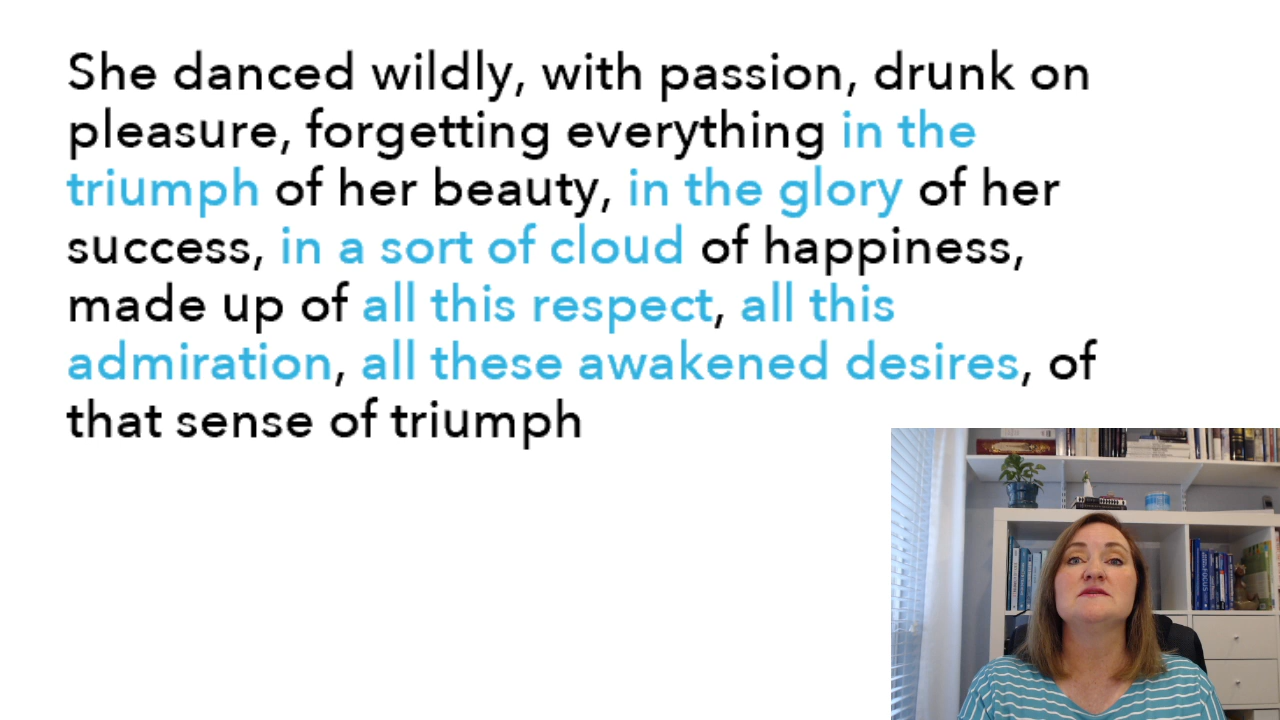 She danced wildly, with passion, drunk on
pleasure, forgetting everything in the
triumph of her beauty, in the glory of her
success, in a sort of cloud of happiness,
made up of all this respect, all this
admiration, all these awakened desires, of
that sense of triumph